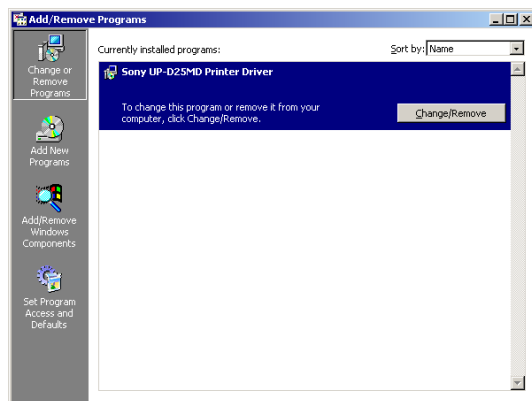 Add/Remove Programs
Change or
Remove
Programs
Add New
Programs
Add/Remove
Windows
Components
Set Program
Access and
Defaults
Currently installed programs:
Sort by: Name
Sony UP-D25MD Printer Driver
To change this program or remove it from your
computer, click Change/Remove.
Change/Remove